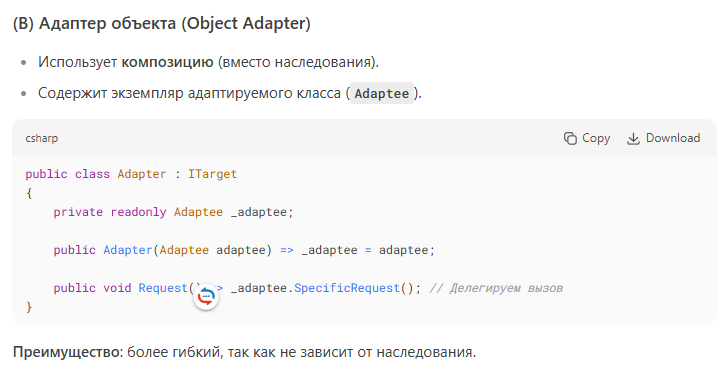 (B) Адаптер объекта (Object Adapter)
• Использует композицию (вместо наследования).
• Содержит экземпляр адаптируемого класса (Adaptee).
csharp
Copy
Download
public class Adapter : ITarget
{
    private readonly Adaptee _adaptee;
    public Adapter(Adaptee adaptee) => _adaptee = adaptee;
    public void Request() => _adaptee.SpecificRequest(); // Делегируем вызов
}
Преимущество: более гибкий, так как не зависит от наследования.